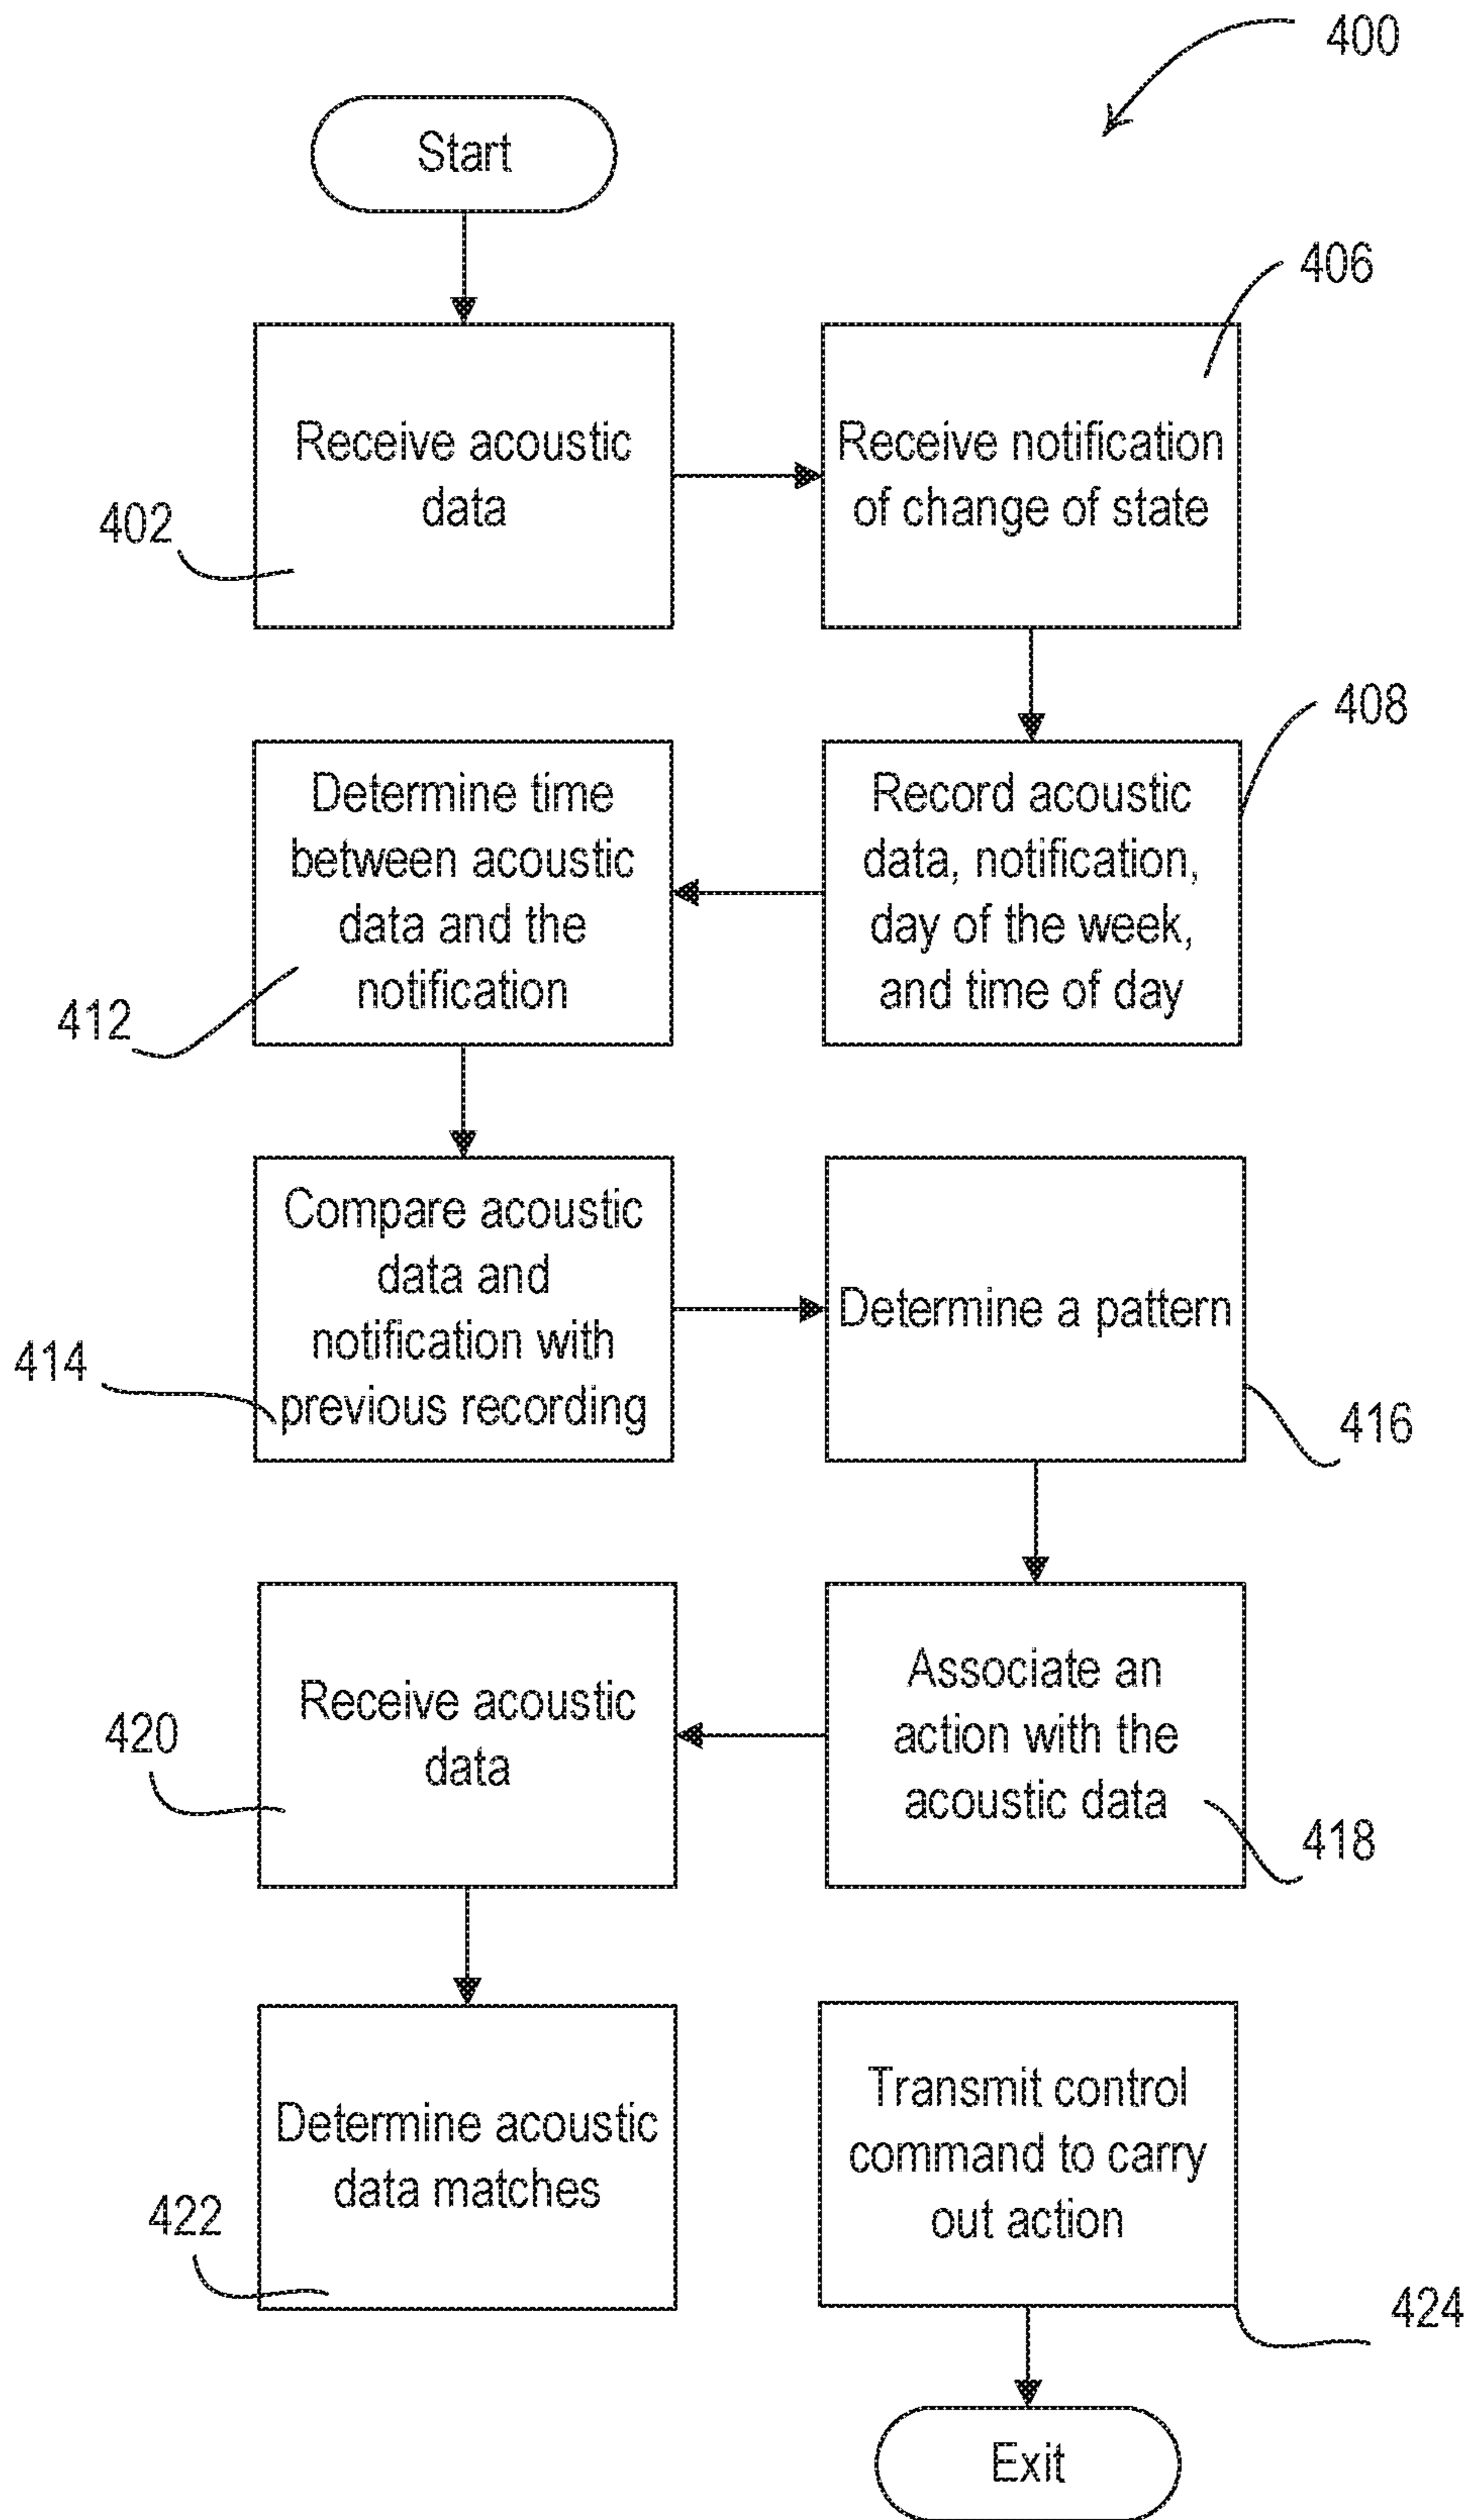 400
Start
406
Receive acoustic
data
402
Receive notification
of change of state
408
Record acoustic
data, notification,
day of the week,
and time of day
Determine time
between acoustic
data and the
notification
412
Compare acoustic
data and
notification with
previous recording
414
Determine a pattern
416
Associate an
action with the
acoustic data
418
Receive acoustic
data
420
Determine acoustic
data matches
422
Transmit control
command to carry
out action
424
Exit